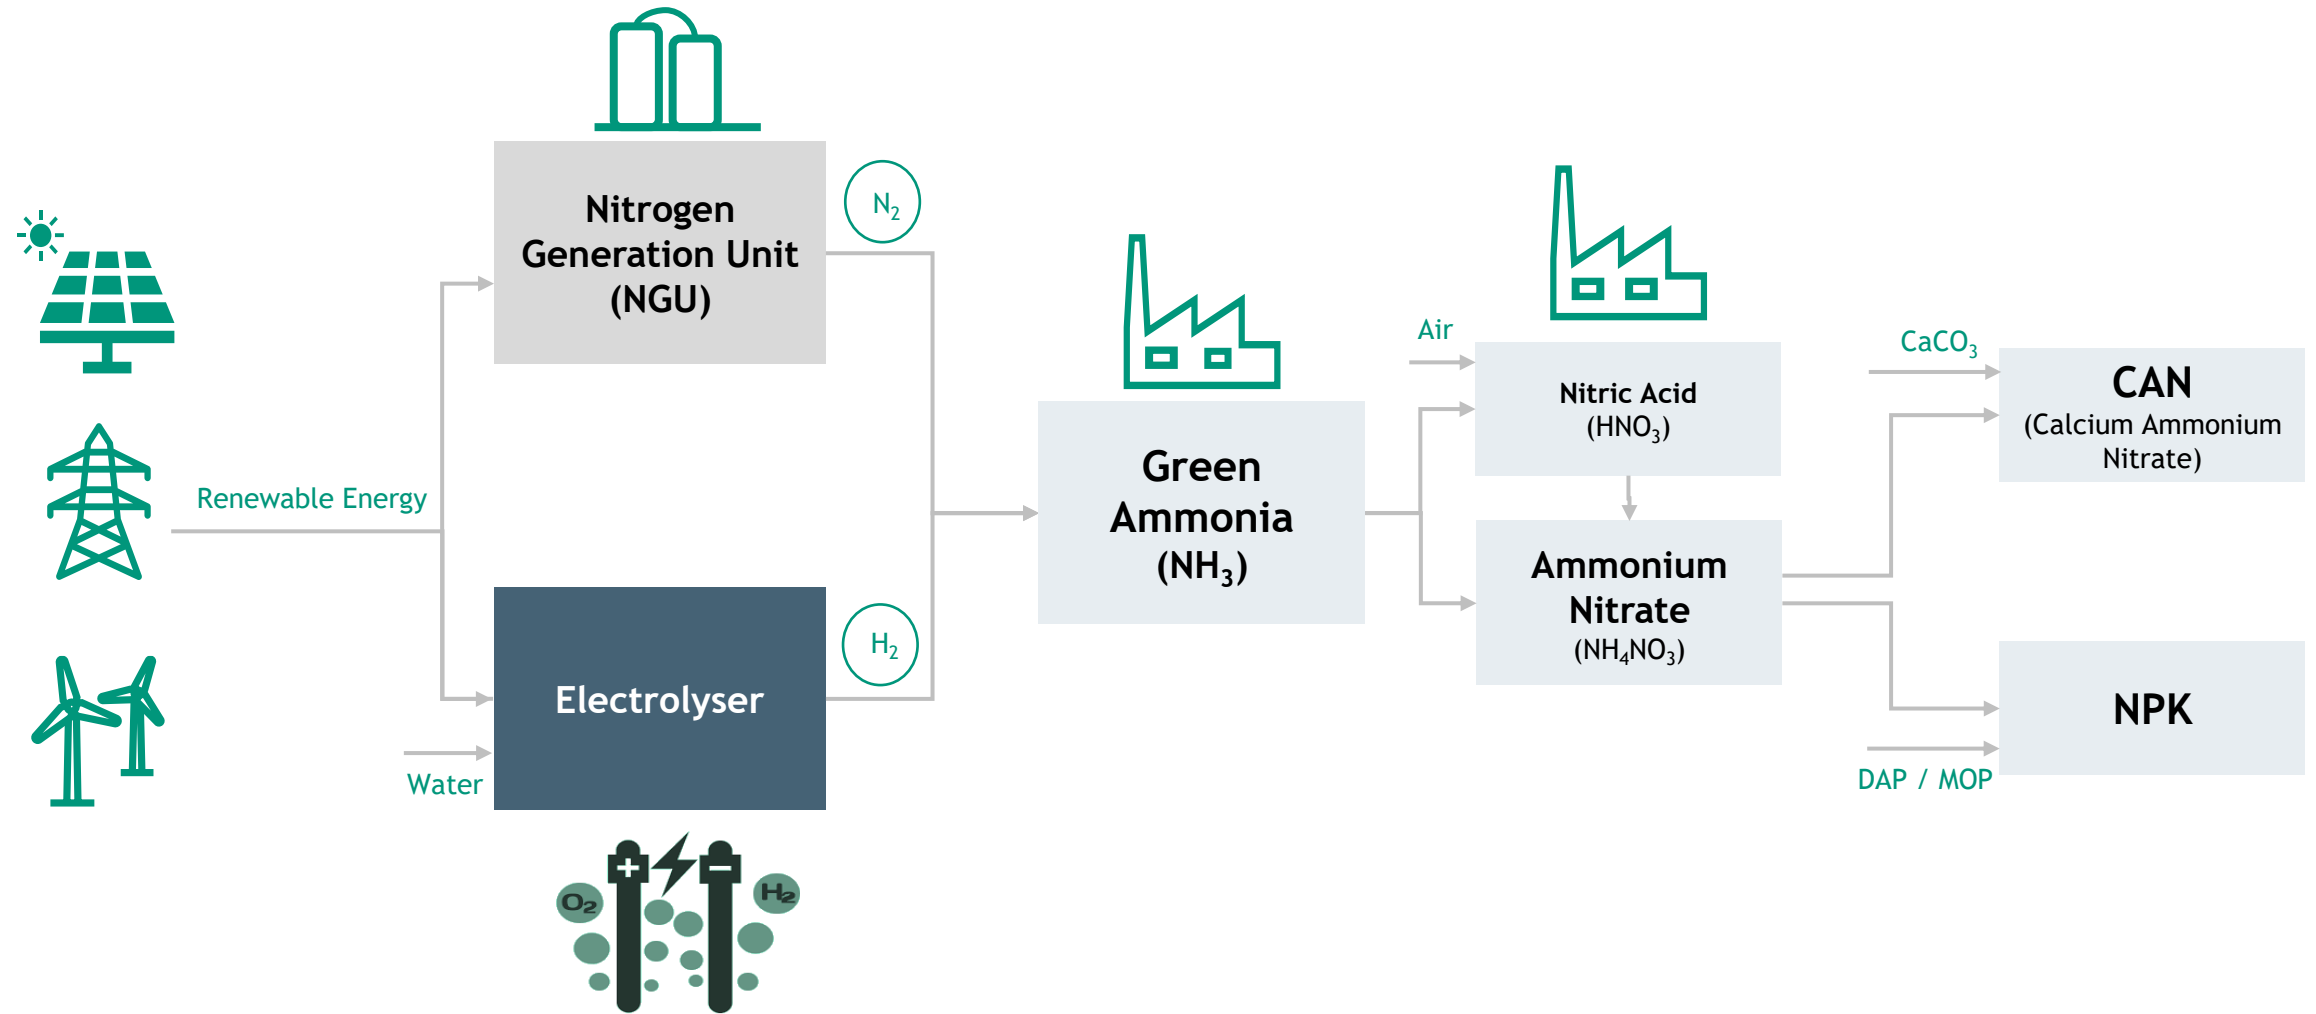 Nitrogen
Generation Unit
(NGU)
N₂
Renewable Energy
Electrolyser
H₂
Water
O₂
H₂
Green
Ammonia
(NH₃)
Air
Nitric Acid
(HNO₃)
Ammonium
Nitrate
(NH₄NO₃)
CaCO₃
CAN
(Calcium Ammonium
Nitrate)
NPK
DAP / MOP